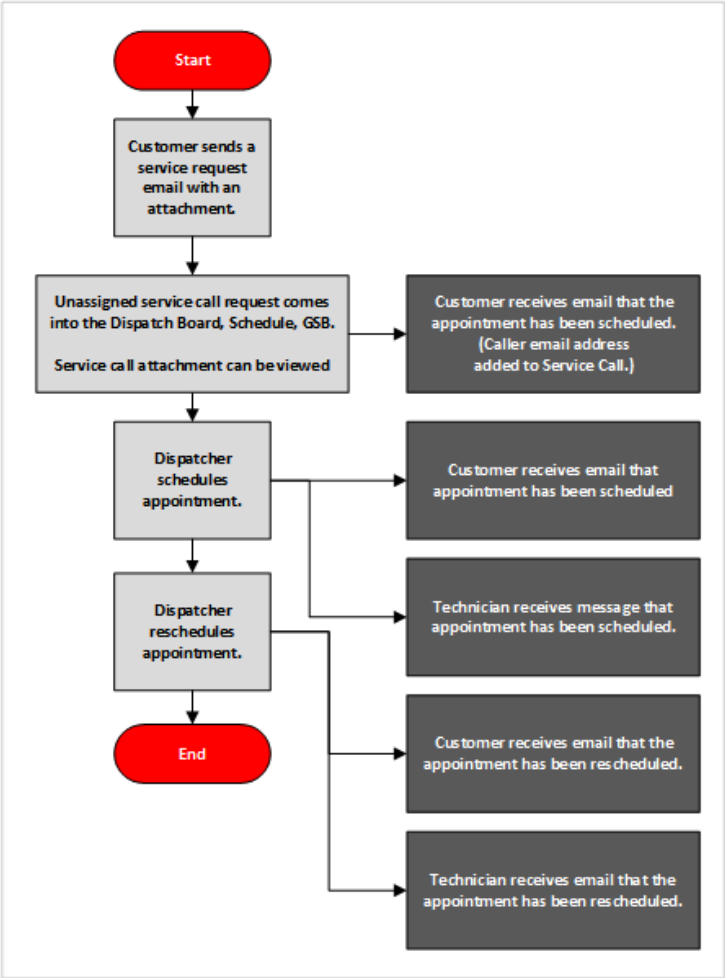 Start
Customer sends a
service request
email with an
attachment.
Unassigned service call request comes
into the Dispatch Board, Schedule, GSB.
Service call attachment can be viewed
Customer receives email that the
appointment has been scheduled.
(Caller email address
added to Service Call.)
Dispatcher
schedules
appointment.
Customer receives email that
appointment has been scheduled
Technician receives message that
appointment has been scheduled.
Dispatcher
reschedules
appointment.
Customer receives email that the
appointment has been rescheduled.
Technician receives email that the
appointment has been rescheduled.
End